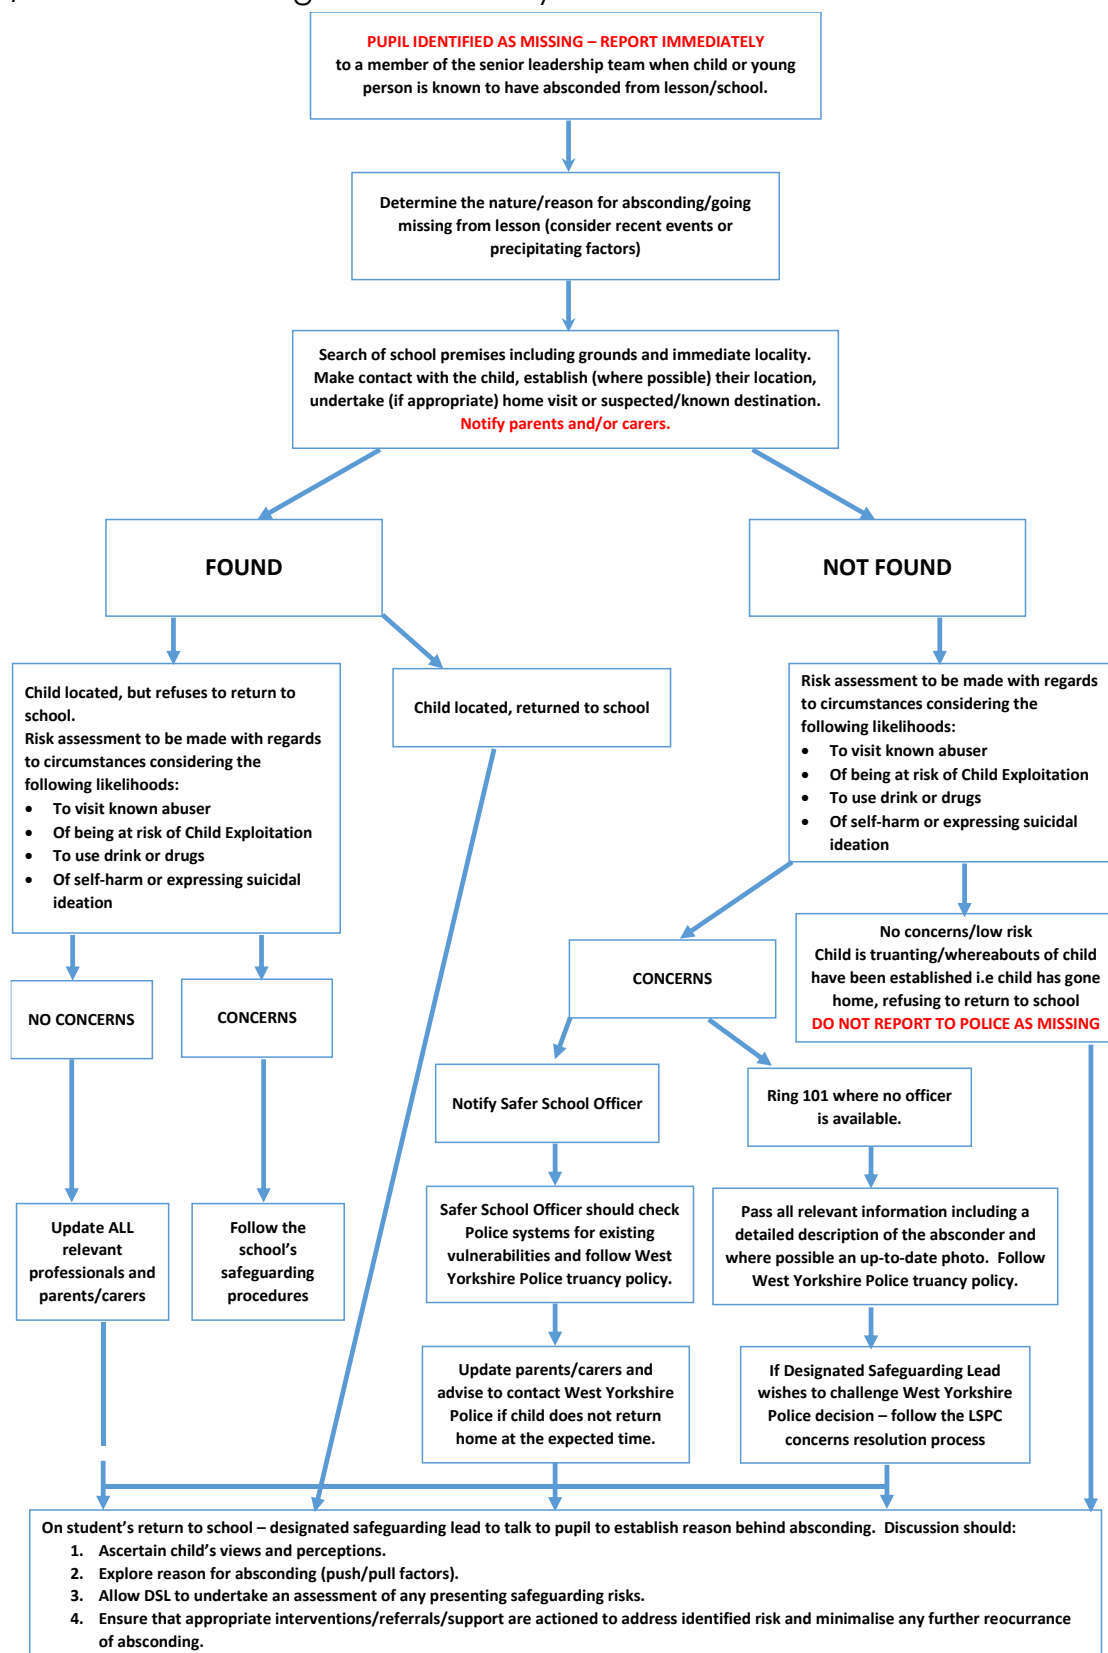 PUPIL IDENTIFIED AS MISSING – REPORT IMMEDIATELY
to a member of the senior leadership team when child or young
person is known to have absconded from lesson/school.
Determine the nature/reason for absconding/going
missing from lesson (consider recent events or
precipitating factors)
Search of school premises including grounds and immediate locality.
Make contact with the child, establish (where possible) their location,
undertake (if appropriate) home visit or suspected/known destination.
Notify parents and/or carers.
FOUND
NOT FOUND
Child located, but refuses to return to
school.
Risk assessment to be made with regards
to circumstances considering the
following likelihoods:
• To visit known abuser
• Of being at risk of Child Exploitation
• To use drink or drugs
• Of self-harm or expressing suicidal
ideation
Child located, returned to school
Risk assessment to be made with regards
to circumstances considering the
following likelihoods:
• To visit known abuser
• Of being at risk of Child Exploitation
• To use drink or drugs
• Of self-harm or expressing suicidal
ideation
No concerns/low risk
Child is truanting/whereabouts of child
have been established i.e child has gone
home, refusing to return to school
DO NOT REPORT TO POLICE AS MISSING
CONCERNS
NO CONCERNS
CONCERNS
Notify Safer School Officer
Ring 101 where no officer
is available.
Update ALL
relevant
professionals and
parents/carers
Follow the
school's
safeguarding
procedures
Safer School Officer should check
Police systems for existing
vulnerabilities and follow West
Yorkshire Police truancy policy.
Pass all relevant information including a
detailed description of the absconder and
where possible an up-to-date photo. Follow
West Yorkshire Police truancy policy.
Update parents/carers and
advise to contact West Yorkshire
Police if child does not return
home at the expected time.
If Designated Safeguarding Lead
wishes to challenge West Yorkshire
Police decision – follow the LSPC
concerns resolution process
On student's return to school – designated safeguarding lead to talk to pupil to establish reason behind absconding. Discussion should:
1. Ascertain child's views and perceptions.
2. Explore reason for absconding (push/pull factors).
3. Allow DSL to undertake an assessment of any presenting safeguarding risks.
4. Ensure that appropriate interventions/referrals/support are actioned to address identified risk and minimalise any further reocurrance
of absconding.